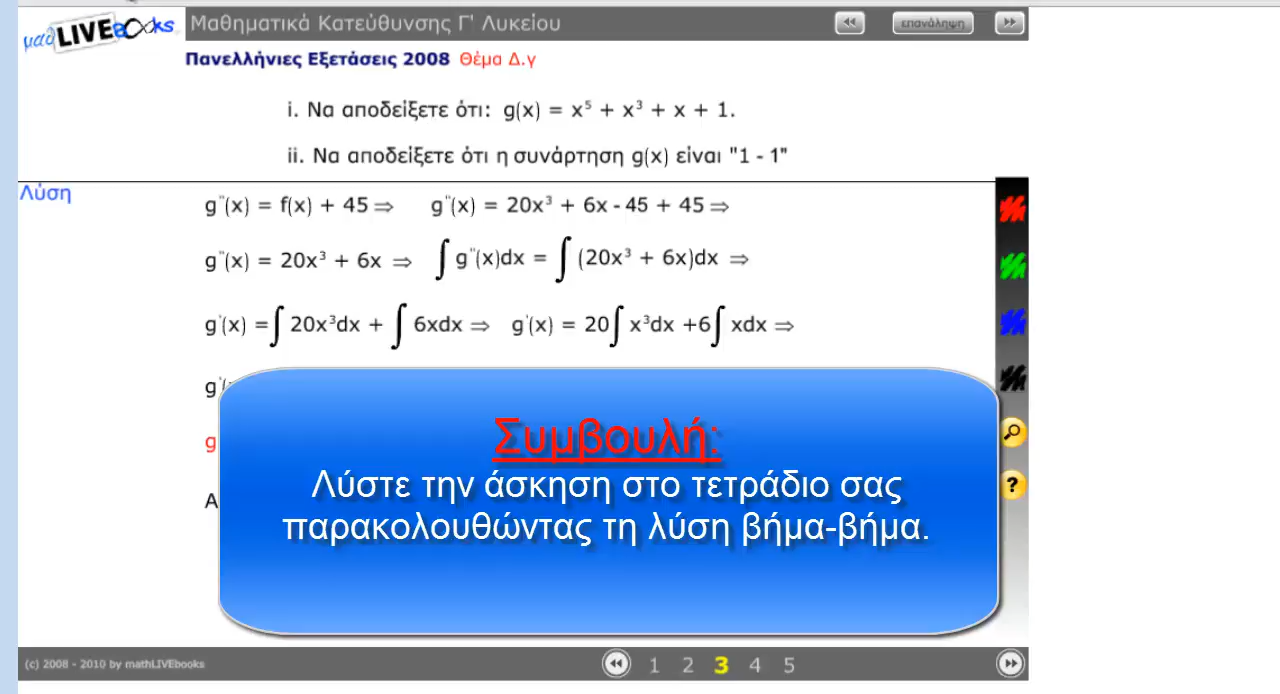 μαθ LIVEbooks
Μαθηματικά Κατεύθυνσης Γ' Λυκείου
επανάληψη
Πανελλήνιες Εξετάσεις 2008 Θέμα Δ.γ
i. Να αποδείξετε ότι: g(x) = x⁵ + x³ + x + 1.
ii. Να αποδείξετε ότι η συνάρτηση g(x) είναι "1 - 1"
Λύση
g''(x) = f(x) + 45 ⇒ g''(x) = 20x³ + 6x - 45 + 45 ⇒
g''(x) = 20x³ + 6x ⇒ ∫ g''(x)dx = ∫ (20x³ + 6x)dx ⇒
g'(x) = ∫ 20x³dx + ∫ 6xdx ⇒ g'(x) = 20∫ x³dx +6∫ xdx ⇒
g'(
g
Α
Συμβουλή:
Λύστε την άσκηση στο τετράδιο σας
παρακολουθώντας τη λύση βήμα-βήμα.
?
(c) 2008 - 2010 by mathLIVEbooks
1 2 3 4 5